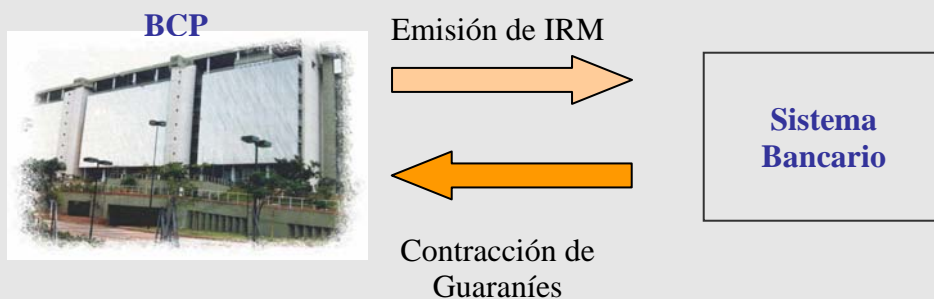 BCP
Emisión de IRM
Sistema
Bancario
Contracción de
Guaraníes